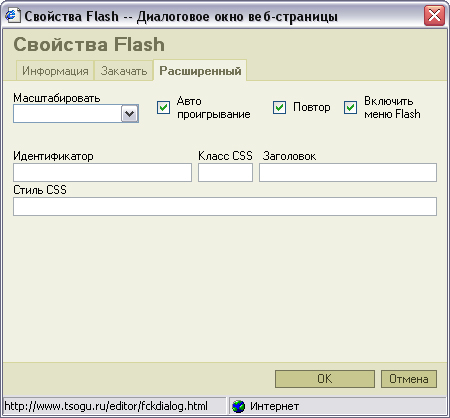 Свойства Flash -- Диалоговое окно веб-страницы
Свойства Flash
Информация Закачать Расширенный
Масштабировать
Авто
проигрывание
Повтор
Включить
меню Flash
Идентификатор Класс CSS Заголовок
Стиль CSS
OK Отмена
http://www.tsogu.ru/editor/fckdialog.html Интернет